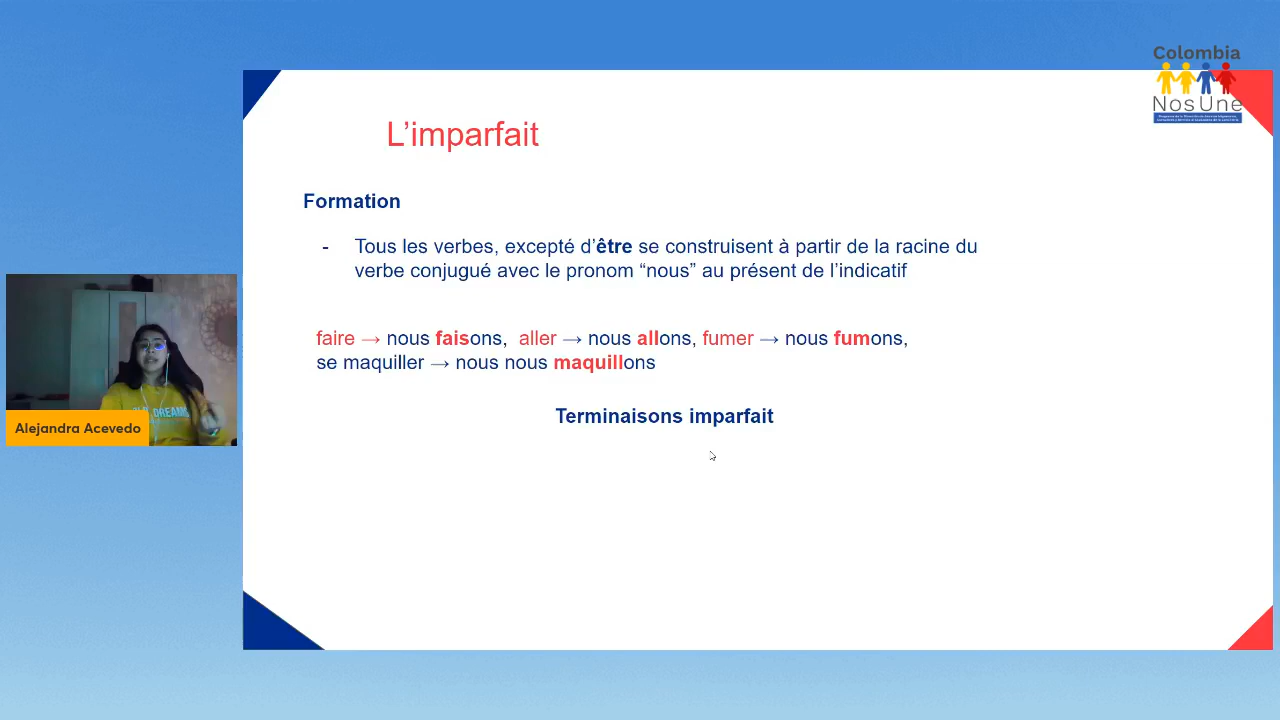 Colombia
NosUne
L'imparfait
Formation
- Tous les verbes, excepté d'être se construisent à partir de la racine du
verbe conjugué avec le pronom “nous” au présent de l'indicatif
faire → nous faisons, aller → nous allons, fumer → nous fumons,
se maquiller → nous nous maquillons
Terminaisons imparfait
Alejandra Acevedo